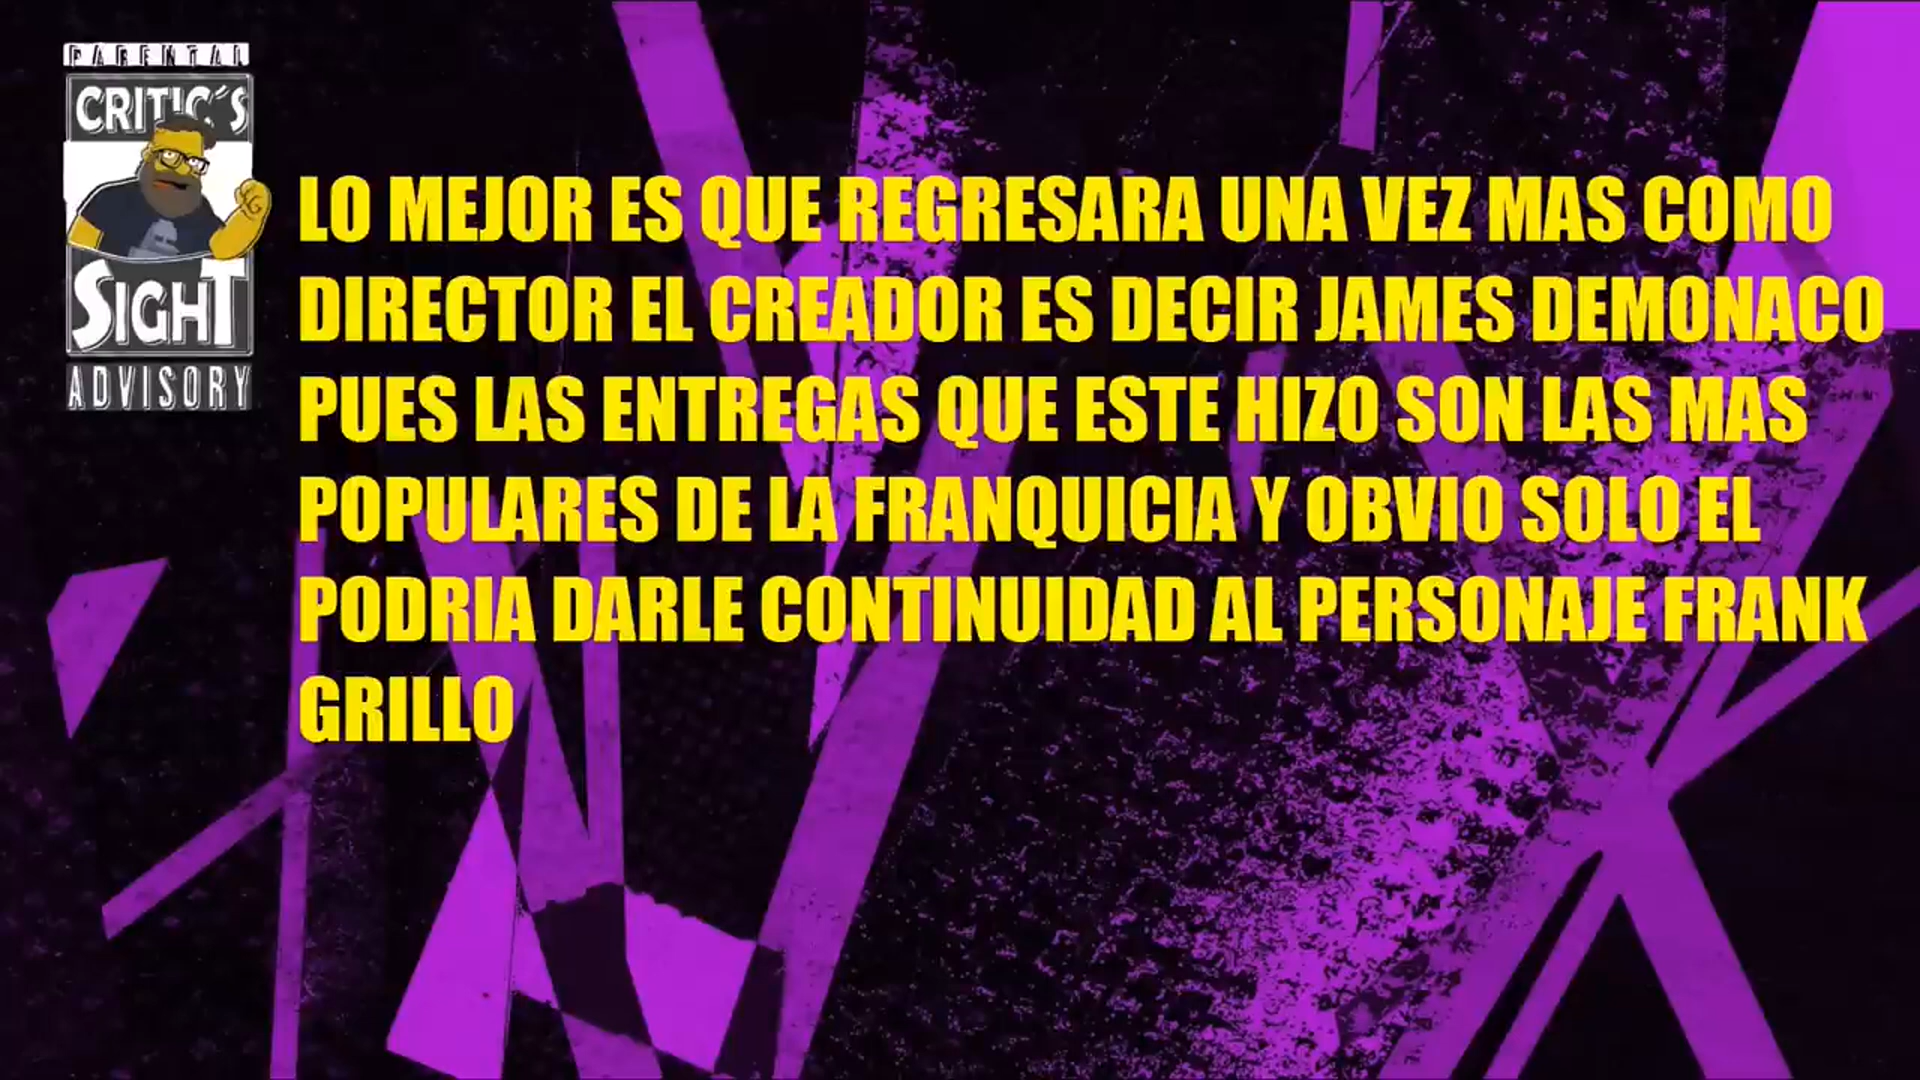 PARENTAL
CRITIC´S
SIGHT
ADVISORY
LO MEJOR ES QUE REGRESARA UNA VEZ MAS COMO
DIRECTOR EL CREADOR ES DECIR JAMES DEMONACO
PUES LAS ENTREGAS QUE ESTE HIZO SON LAS MAS
POPULARES DE LA FRANQUICIA Y OBVIO SOLO EL
PODRIA DARLE CONTINUIDAD AL PERSONAJE FRANK
GRILLO